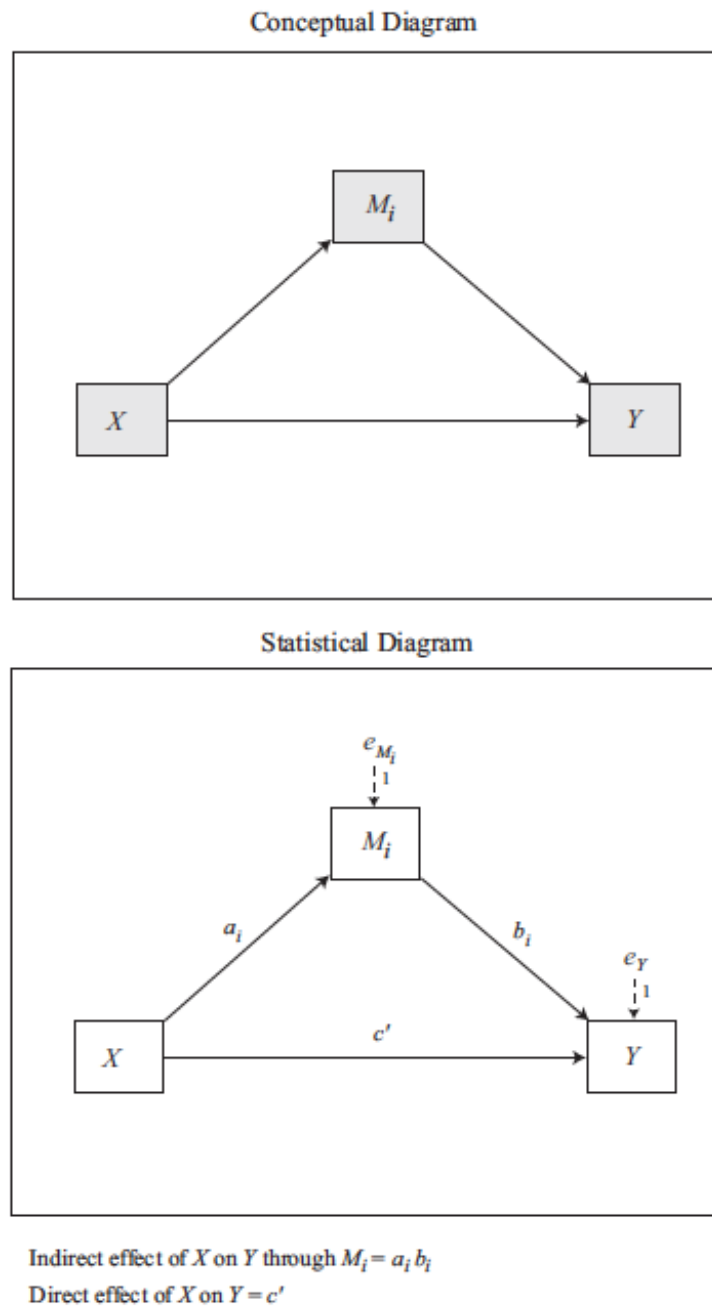 Conceptual Diagram
M_i
X
Y
Statistical Diagram
e_{M_i}
1
M_i
a_i
b_i
e_Y
1
c′
X
Y
Indirect effect of X on Y through M_i = a_i b_i
Direct effect of X on Y = c′